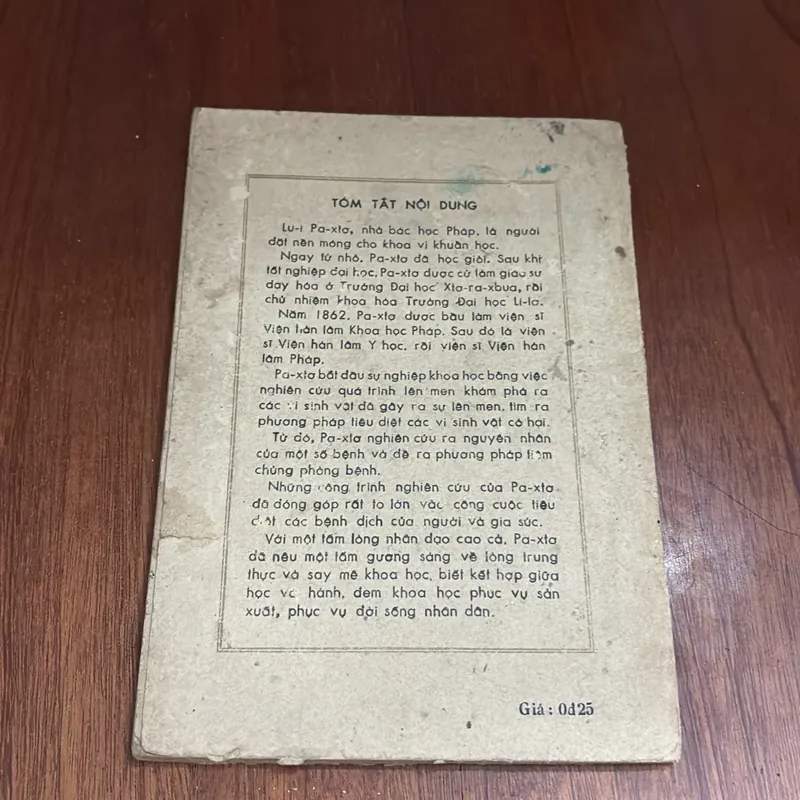 TÓM TẮT NỘI DUNG
Lu-i Pa-xtơ, nhà bác học Pháp, là người
đặt nền móng cho khoa vi khuẩn học.
Ngay từ nhỏ, Pa-xtơ đã học giỏi. Sau khi
tốt nghiệp đại học, Pa-xtơ được cử làm giáo sư
dạy hóa ở Trường Đại học Xtơ-ra-xbua, rồi
chủ nhiệm khoa hóa Trường Đại học Li-lơ.
Năm 1862, Pa-xtơ được bầu làm viện sĩ
Viện hàn lâm Khoa học Pháp. Sau đó là viện
sĩ Viện hàn lâm Y học, rồi viện sĩ Viện hàn
lâm Pháp.
Pa-xtơ bắt đầu sự nghiệp khoa học bằng việc
nghiên cứu quá trình lên men khám phá ra
các vi sinh vật đã gây ra sự lên men, tìm ra
phương pháp tiêu diệt các vi sinh vật có hại.
Từ đó, Pa-xtơ nghiên cứu ra nguyên nhân
của một số bệnh và đề ra phương pháp tiêm
chủng phòng bệnh.
Những công trình nghiên cứu của Pa-xtơ
đã đóng góp rất to lớn vào công cuộc tiêu
diệt các bệnh dịch của người và gia súc.
Với một tấm lòng nhân đạo cao cả, Pa-xtơ
đã nêu một tấm gương sáng về lòng trung
thực và say mê khoa học, biết kết hợp giữa
học và hành, đem khoa học phục vụ sản
xuất, phục vụ đời sống nhân dân.
Giá : 0đ25